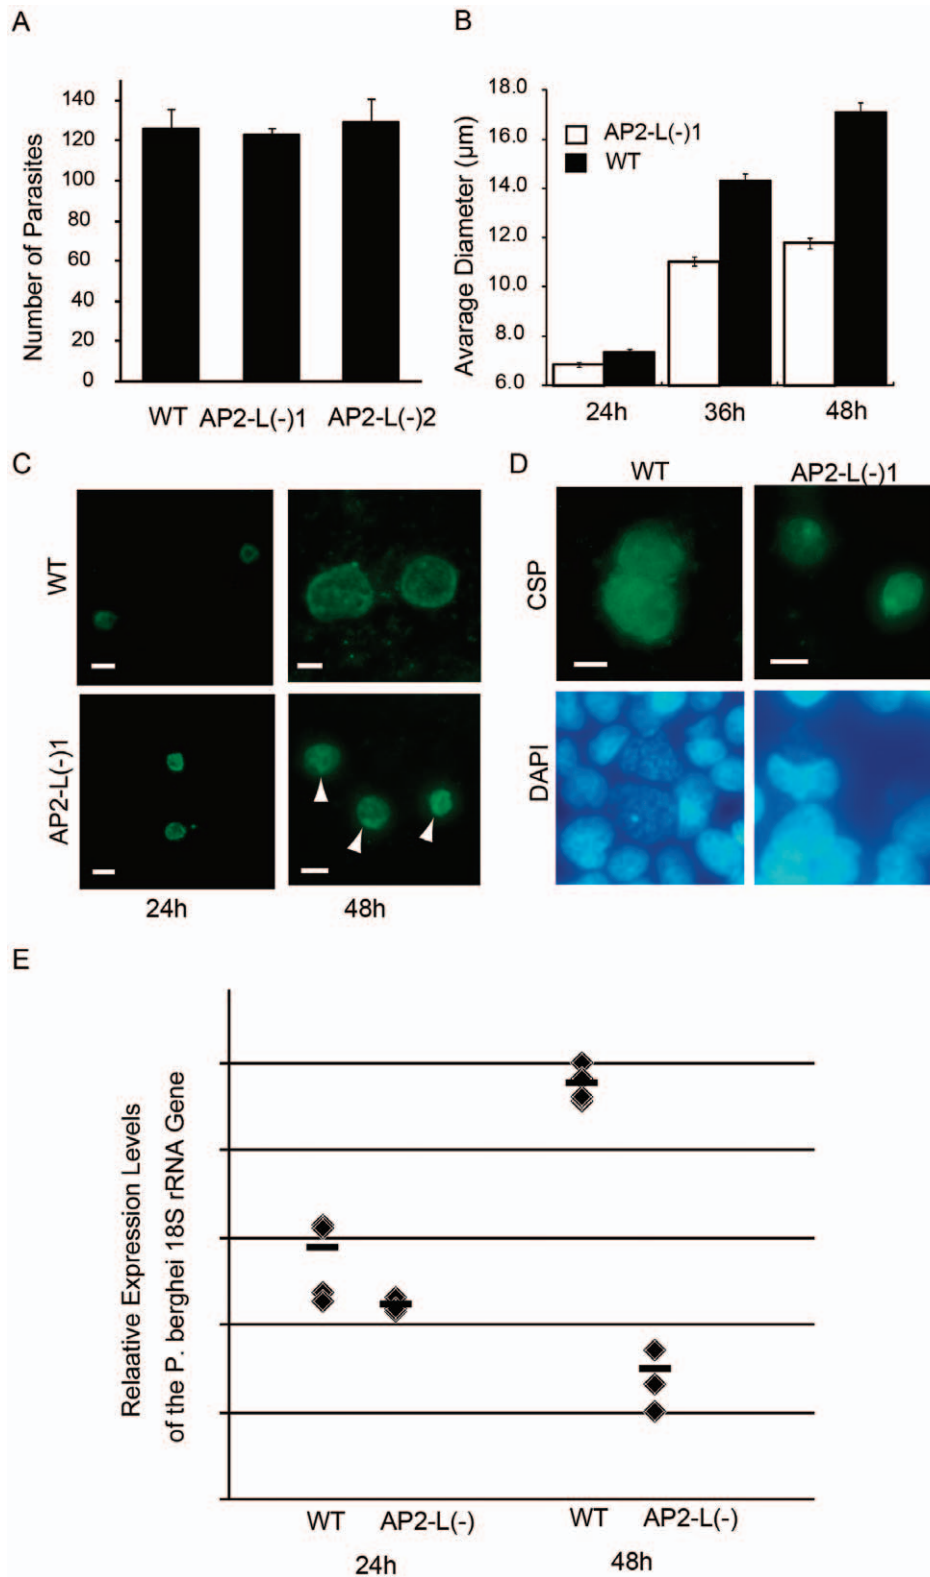 A
Number of Parasites
140
120
100
80
60
40
20
0
WT AP2-L(-)1 AP2-L(-)2
B
Avarage Diameter (µm)
18.0
16.0
14.0
12.0
10.0
8.0
6.0
AP2-L(-)1
WT
24h 36h 48h
C
WT
AP2-L(-)1
24h 48h
D
WT AP2-L(-)1
CSP
DAPI
E
Relaative Expression Levels
of the P. berghei 18S rRNA Gene
WT AP2-L(-) WT AP2-L(-)
24h 48h